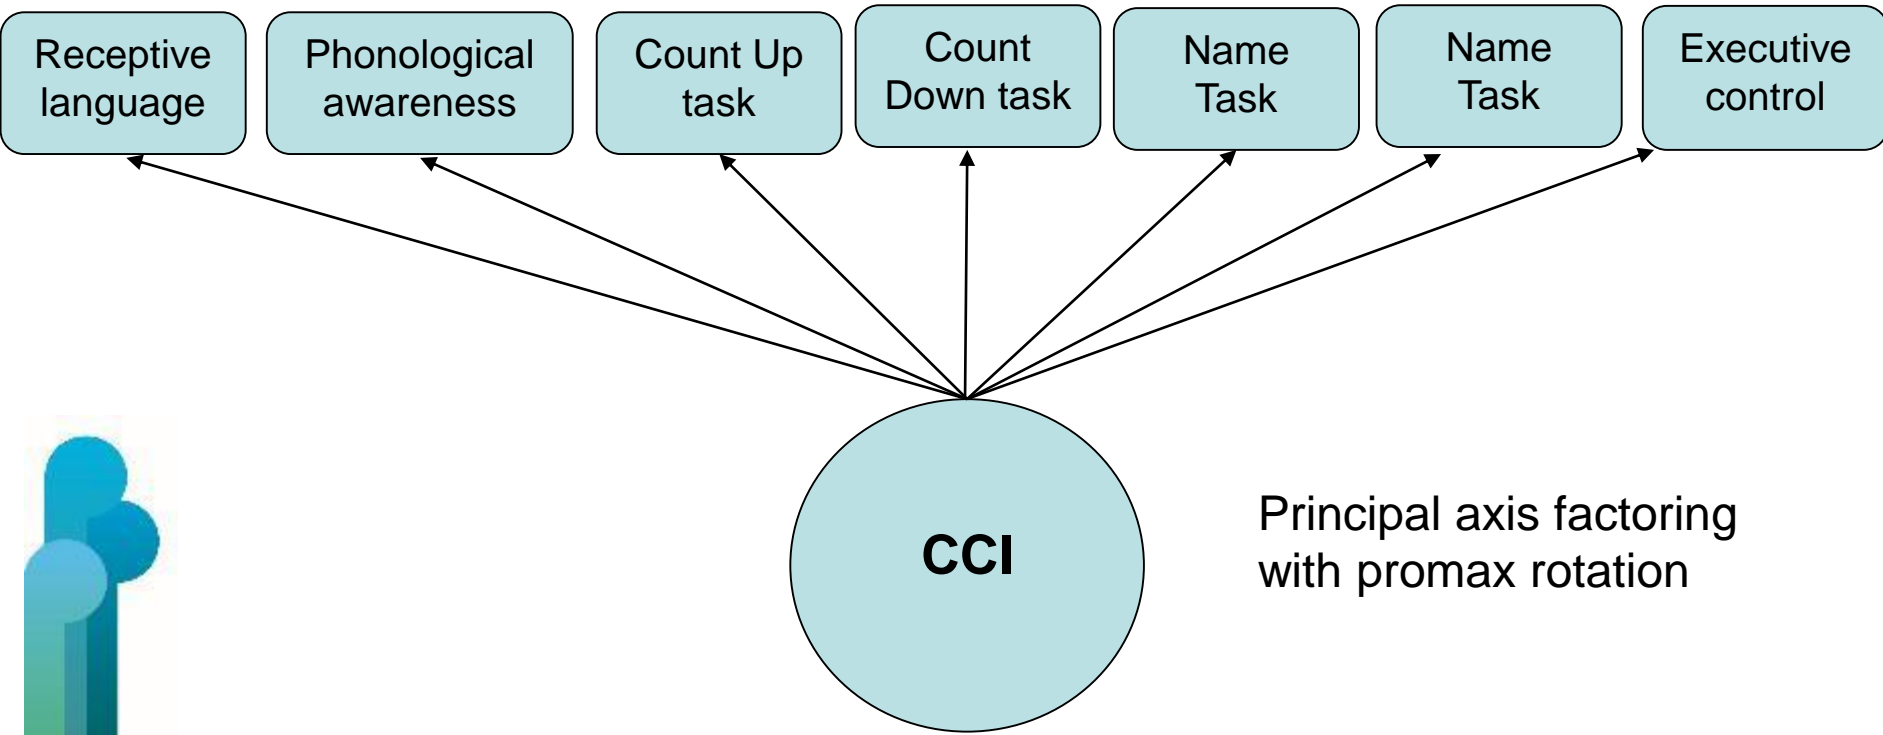 Receptive
language
Phonological
awareness
Count Up
task
Count
Down task
Name
Task
Name
Task
Executive
control
CCI
Principal axis factoring
with promax rotation